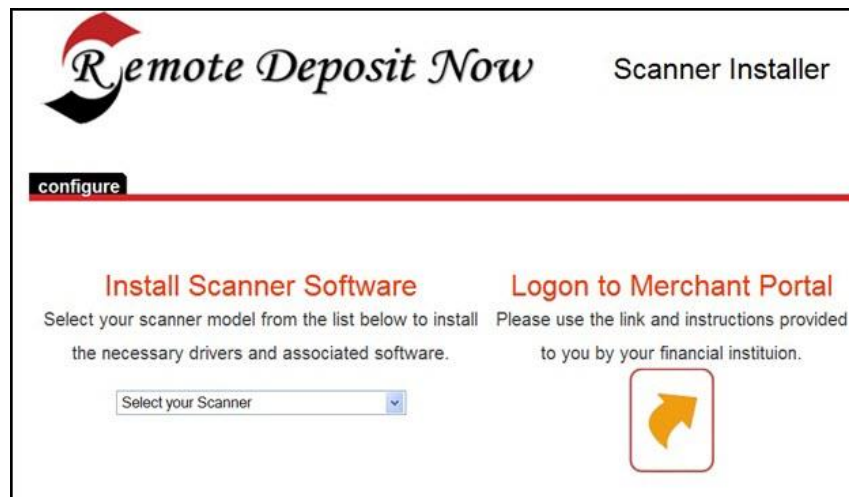 Remote Deposit Now
Scanner Installer
configure
Install Scanner Software
Select your scanner model from the list below to install
the necessary drivers and associated software.
Select your Scanner
Logon to Merchant Portal
Please use the link and instructions provided
to you by your financial instituion.